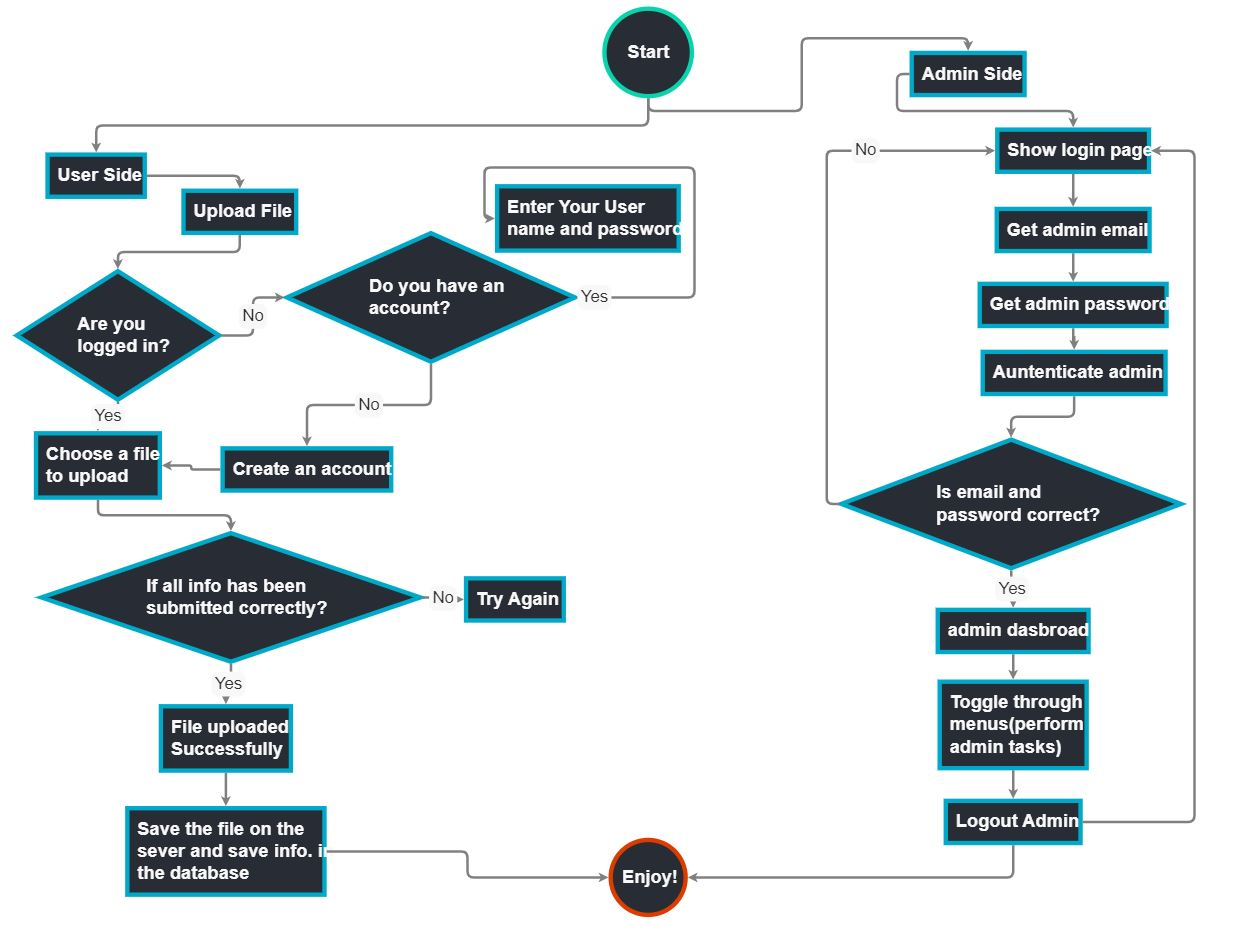 Start
Admin Side
User Side
Upload File
No
Show login page
Enter Your User
name and password
Get admin email
Do you have an
account?
Yes
No
Are you
logged in?
Get admin password
Auntenticate admin
Yes
No
Choose a file
to upload
Create an account
Is email and
password correct?
If all info has been
submitted correctly?
No
Try Again
Yes
admin dasbroad
Yes
File uploaded
Successfully
Toggle through
menus(perform
admin tasks)
Logout Admin
Save the file on the
sever and save info. in
the database
Enjoy!